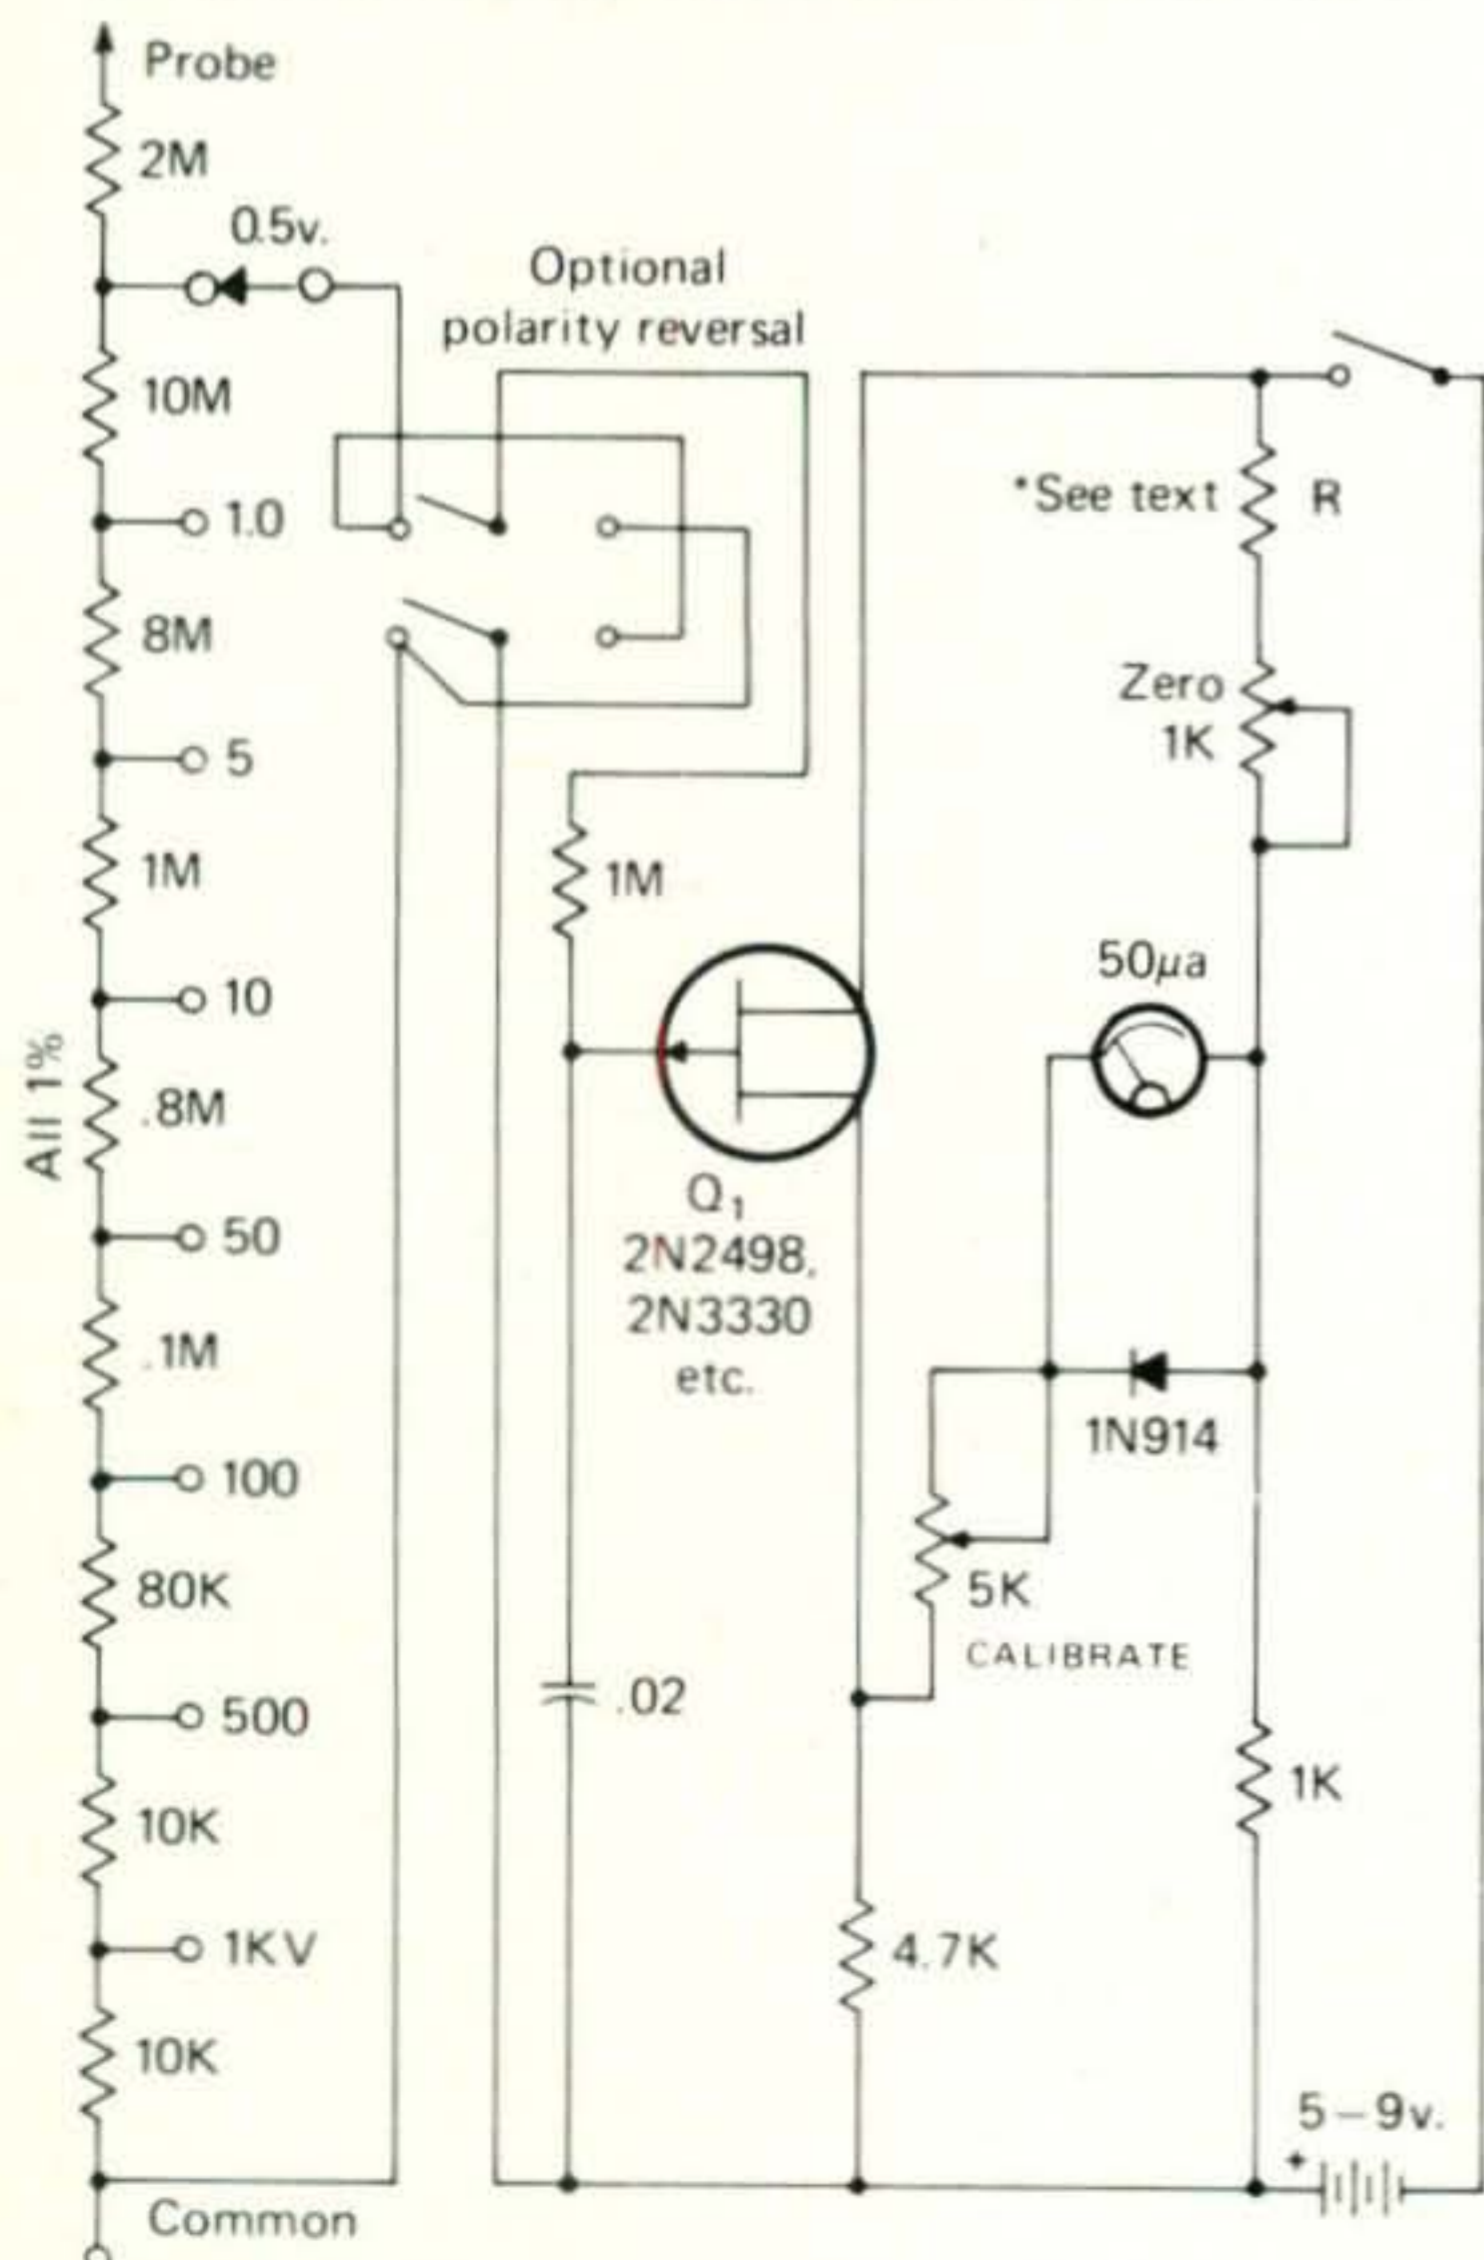 Probe
2M
0.5v.
Optional
polarity reversal
10M
*See text
R
1.0
8M
Zero
1K
5
1M
1M
50μa
10
All 1%
.8M
Q1
2N2498,
2N3330
etc.
50
.1M
1N914
100
80K
5K
CALIBRATE
.02
500
1K
10K
1KV
4.7K
10K
5–9v.
+
Common